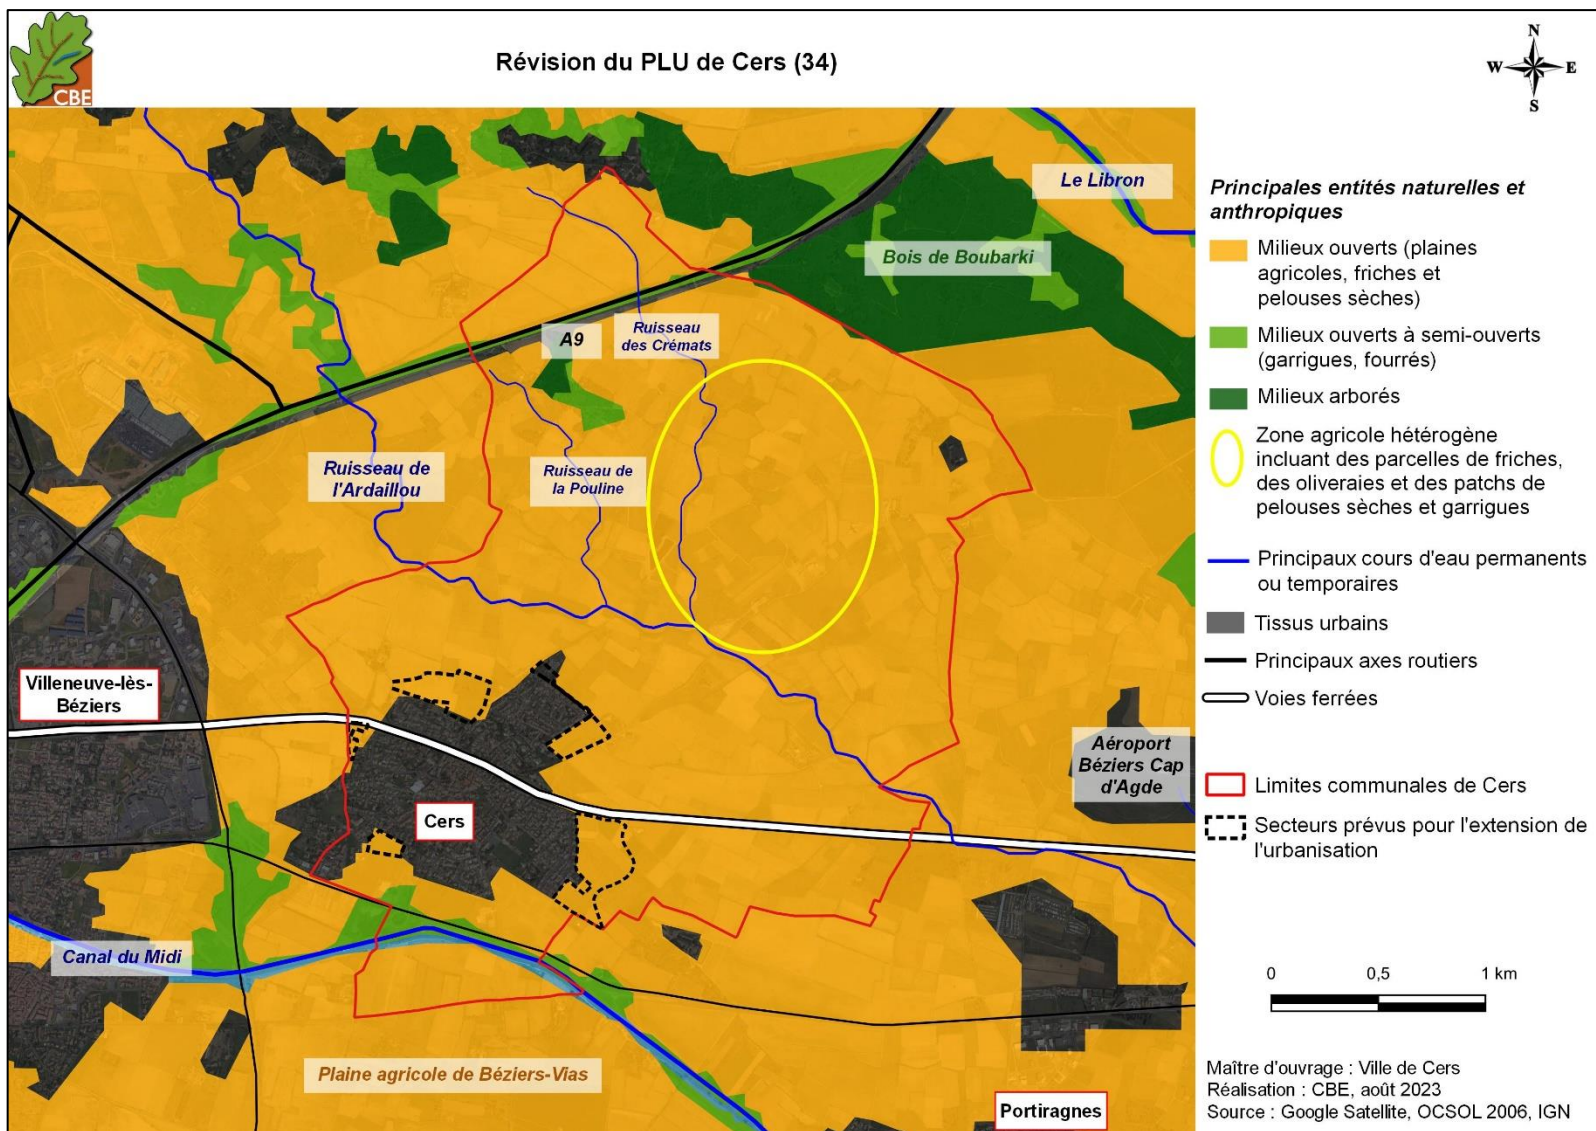 CBE
Révision du PLU de Cers (34)
N
W
E
S
Le Libron
Bois de Boubarki
Ruisseau
des Crémats
A9
Ruisseau de
l'Ardaillou
Ruisseau de
la Pouline
Villeneuve-lès-
Béziers
Aéroport
Béziers Cap
d'Agde
Cers
Canal du Midi
Plaine agricole de Béziers-Vias
Portiragnes
Principales entités naturelles et
anthropiques
Milieux ouverts (plaines
agricoles, friches et
pelouses sèches)
Milieux ouverts à semi-ouverts
(garrigues, fourrés)
Milieux arborés
Zone agricole hétérogène
incluant des parcelles de friches,
des oliveraies et des patchs de
pelouses sèches et garrigues
Principaux cours d'eau permanents
ou temporaires
Tissus urbains
Principaux axes routiers
Voies ferrées
Limites communales de Cers
Secteurs prévus pour l'extension de
l'urbanisation
0 0,5 1 km
Maître d'ouvrage : Ville de Cers
Réalisation : CBE, août 2023
Source : Google Satellite, OCSOL 2006, IGN